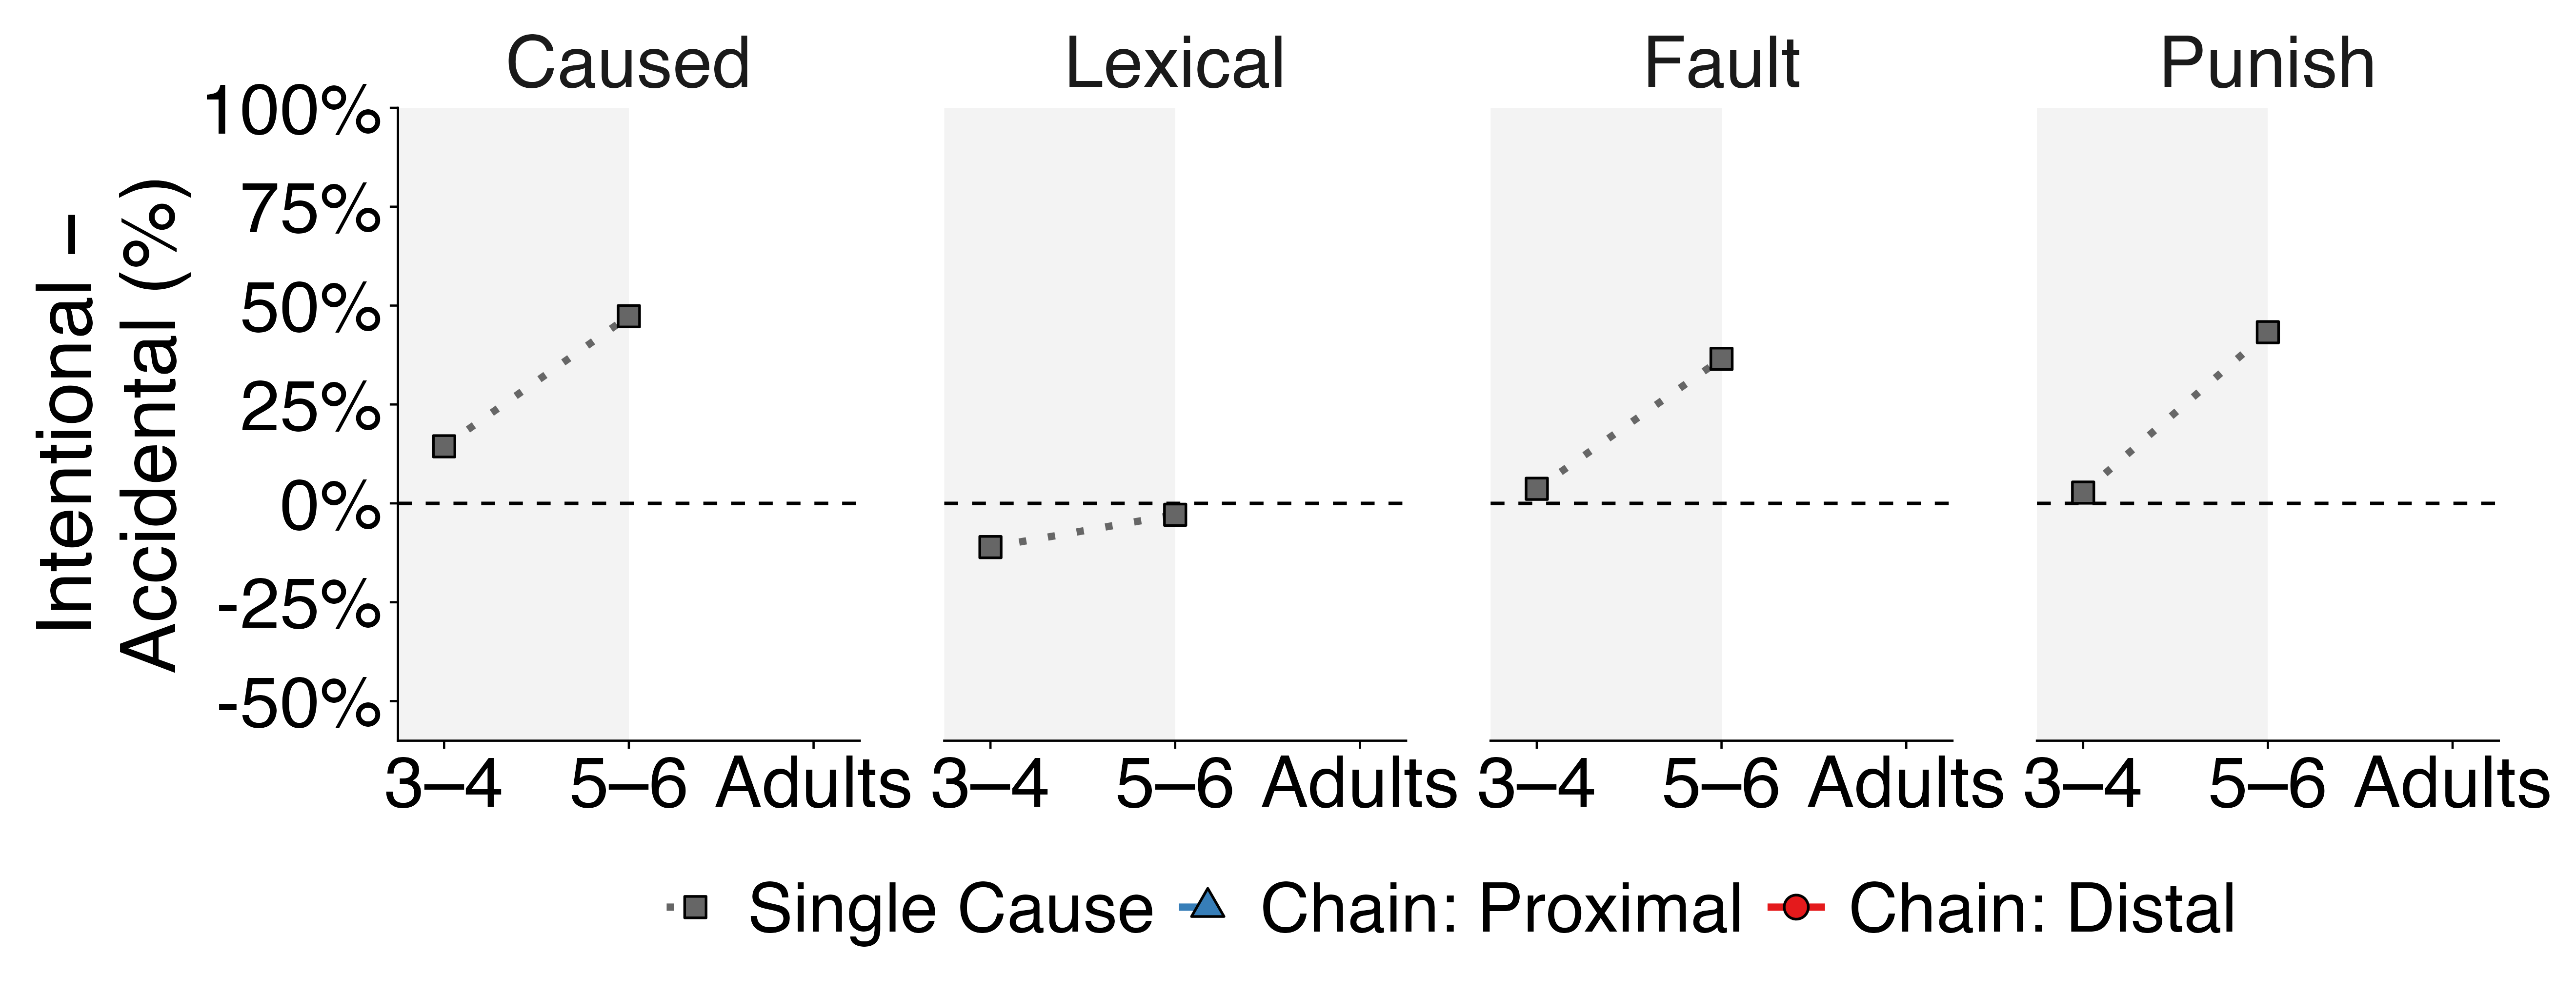 Caused Lexical Fault Punish
Intentional –
Accidental (%)
100%
75%
50%
25%
0%
-25%
-50%
3–4 5–6 Adults 3–4 5–6 Adults 3–4 5–6 Adults 3–4 5–6 Adults
Single Cause Chain: Proximal Chain: Distal